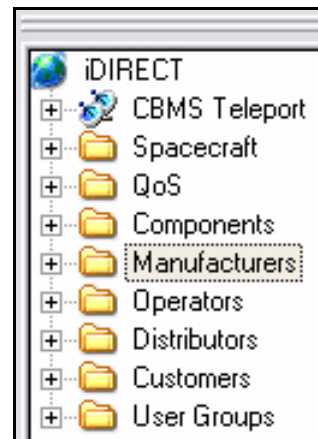 iDIRECT
CBMS Teleport
Spacecraft
QoS
Components
Manufacturers
Operators
Distributors
Customers
User Groups